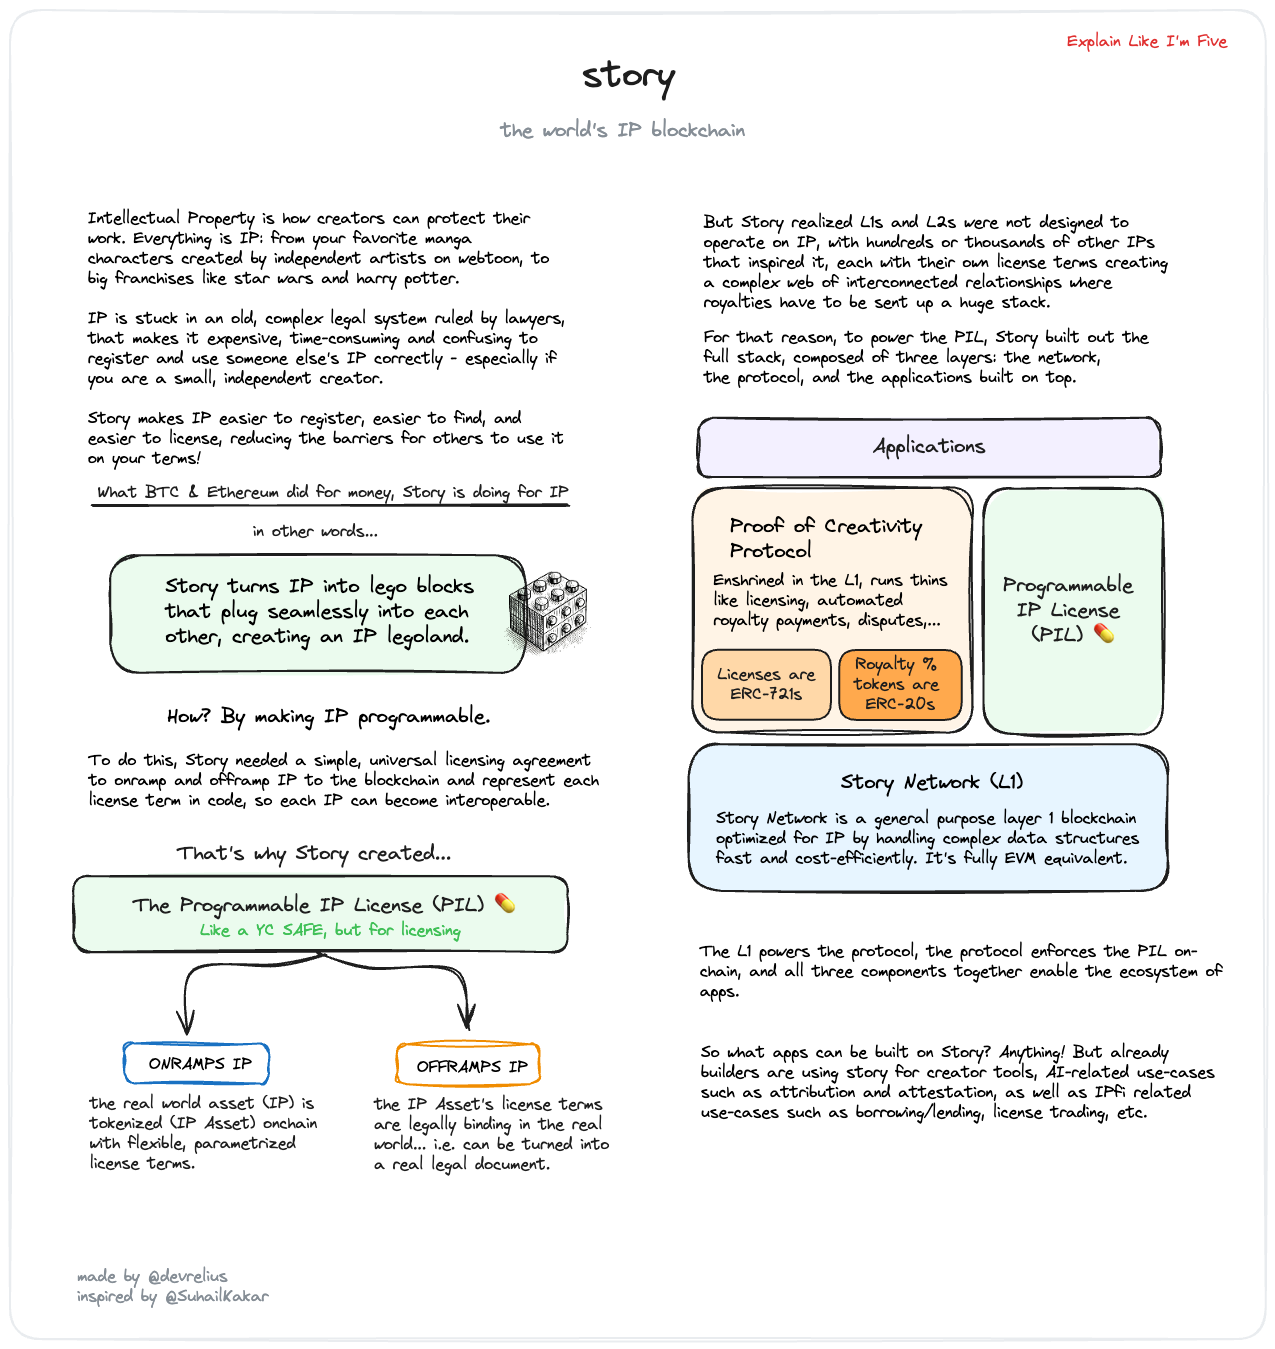 Explain Like I'm Five
story
the world's IP blockchain
Intellectual Property is how creators can protect their
work. Everything is IP: from your favorite manga
characters created by independent artists on webtoon, to
big franchises like star wars and harry potter.
IP is stuck in an old, complex legal system ruled by lawyers,
that makes it expensive, time-consuming and confusing to
register and use someone else's IP correctly - especially if
you are a small, independent creator.
Story makes IP easier to register, easier to find, and
easier to license, reducing the barriers for others to use it
on your terms!
What BTC & Ethereum did for money, Story is doing for IP
in other words...
Story turns IP into lego blocks
that plug seamlessly into each
other, creating an IP legoland.
How? By making IP programmable.
To do this, Story needed a simple, universal licensing agreement
to onramp and offramp IP to the blockchain and represent each
license term in code, so each IP can become interoperable.
That's why Story created...
The Programmable IP License (PIL) 💊
Like a YC SAFE, but for licensing
ONRAMPS IP
the real world asset (IP) is
tokenized (IP Asset) onchain
with flexible, parametrized
license terms.
OFFRAMPS IP
the IP Asset's license terms
are legally binding in the real
world... i.e. can be turned into
a real legal document.
But Story realized L1s and L2s were not designed to
operate on IP, with hundreds or thousands of other IPs
that inspired it, each with their own license terms creating
a complex web of interconnected relationships where
royalties have to be sent up a huge stack.
For that reason, to power the PIL, Story built out the
full stack, composed of three layers: the network,
the protocol, and the applications built on top.
Applications
Proof of Creativity
Protocol
Enshrined in the L1, runs thins
like licensing, automated
royalty payments, disputes,...
Licenses are
ERC-721s
Royalty %
tokens are
ERC-20s
Programmable
IP License
(PIL) 💊
Story Network (L1)
Story Network is a general purpose layer 1 blockchain
optimized for IP by handling complex data structures
fast and cost-efficiently. It's fully EVM equivalent.
The L1 powers the protocol, the protocol enforces the PIL on-
chain, and all three components together enable the ecosystem of
apps.
So what apps can be built on Story? Anything! But already
builders are using story for creator tools, AI-related use-cases
such as attribution and attestation, as well as IPfi related
use-cases such as borrowing/lending, license trading, etc.
made by @devrelius
inspired by @SuhailKakar